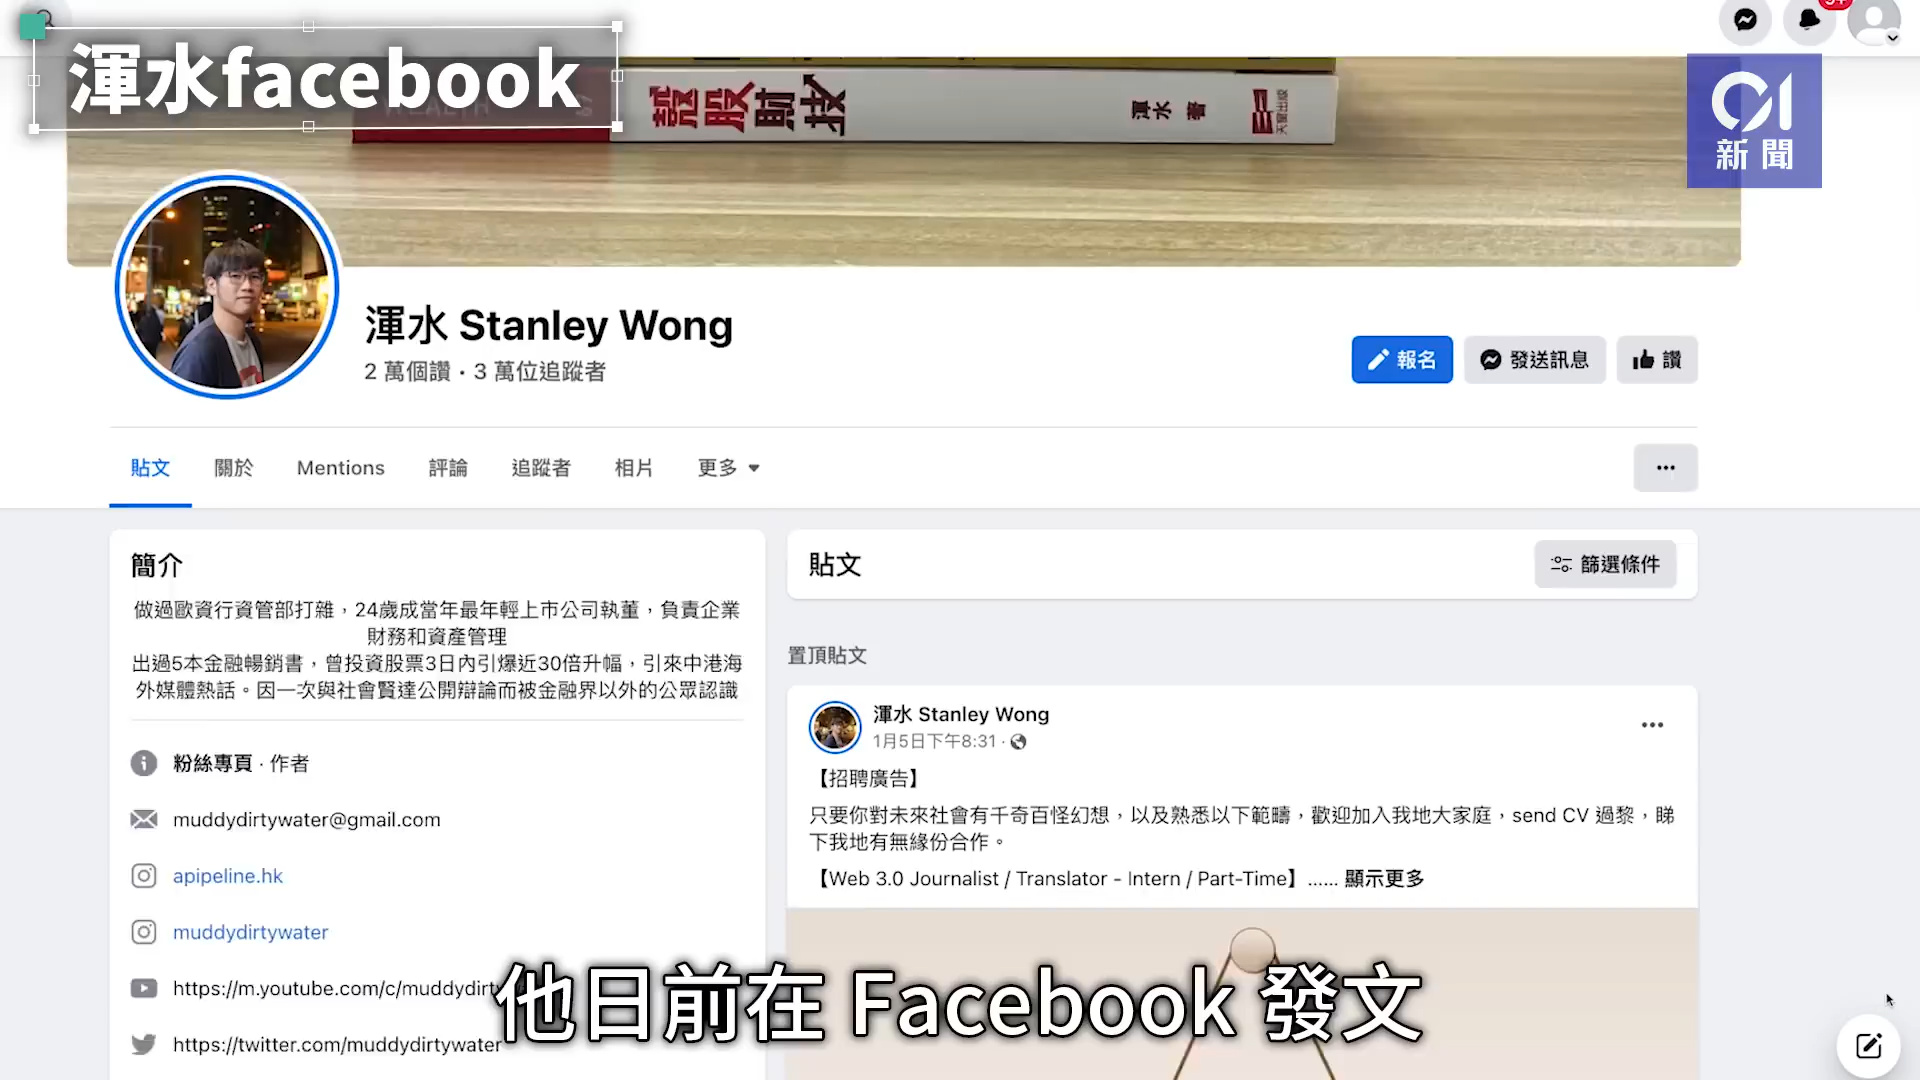 渾水facebook
9+
渾水 著
天窗出版
01
新聞
渾水 Stanley Wong
2 萬個讚 · 3 萬位追蹤者
報名
發送訊息
讚
貼文
關於
Mentions
評論
追蹤者
相片
更多
簡介
做過歐資行資管部打雜，24歲成當年最年輕上市公司執董，負責企業
財務和資產管理
出過5本金融暢銷書，曾投資股票3日內引爆近30倍升幅，引來中港海
外媒體熱話。因一次與社會賢達公開辯論而被金融界以外的公眾認識
粉絲專頁 · 作者
muddydirtywater@gmail.com
apipeline.hk
muddydirtywater
https://m.youtube.com/c/muddydirty
https://twitter.com/muddydirtywater
貼文
篩選條件
置頂貼文
渾水 Stanley Wong
1月5日下午8:31 ·
【招聘廣告】
只要你對未來社會有千奇百怪幻想，以及熟悉以下範疇，歡迎加入我地大家庭，send CV 過黎，睇
下我地有無緣份合作。
【Web 3.0 Journalist / Translator - Intern / Part-Time】...... 顯示更多
他日前在 Facebook 發文